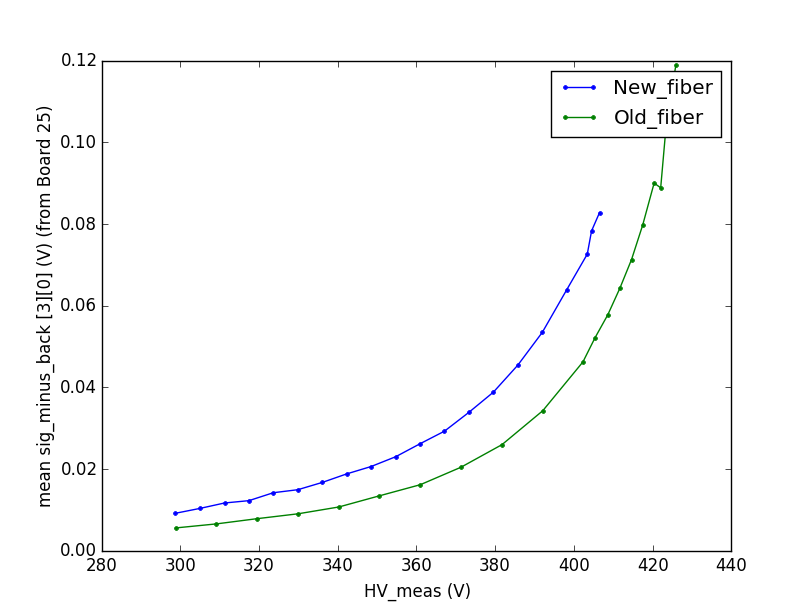 New_fiber
Old_fiber
0.12
0.10
0.08
0.06
0.04
0.02
0.00
mean sig_minus_back [3][0] (V) (from Board 25)
280 300 320 340 360 380 400 420 440
HV_meas (V)